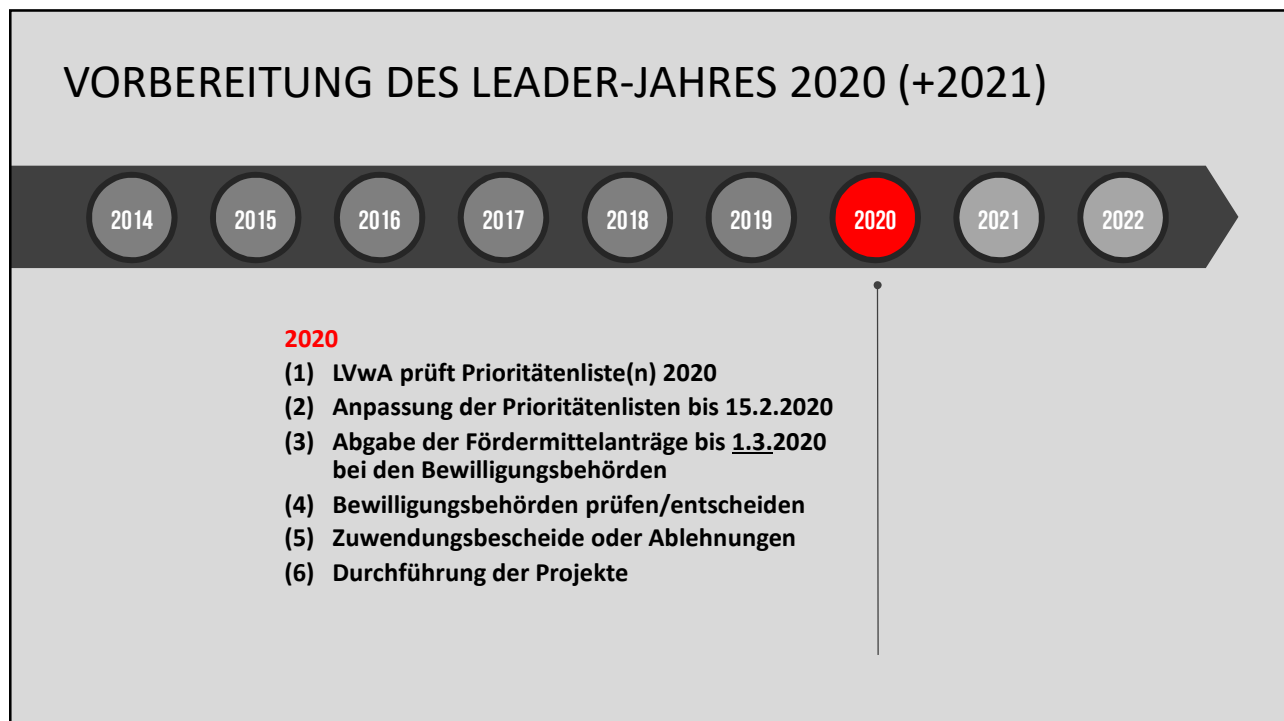 VORBEREITUNG DES LEADER-JAHRES 2020 (+2021)
2014 2015 2016 2017 2018 2019 2020 2021 2022
2020
(1) LVwA prüft Prioritätenliste(n) 2020
(2) Anpassung der Prioritätenlisten bis 15.2.2020
(3) Abgabe der Fördermittelanträge bis 1.3.2020
bei den Bewilligungsbehörden
(4) Bewilligungsbehörden prüfen/entscheiden
(5) Zuwendungsbescheide oder Ablehnungen
(6) Durchführung der Projekte